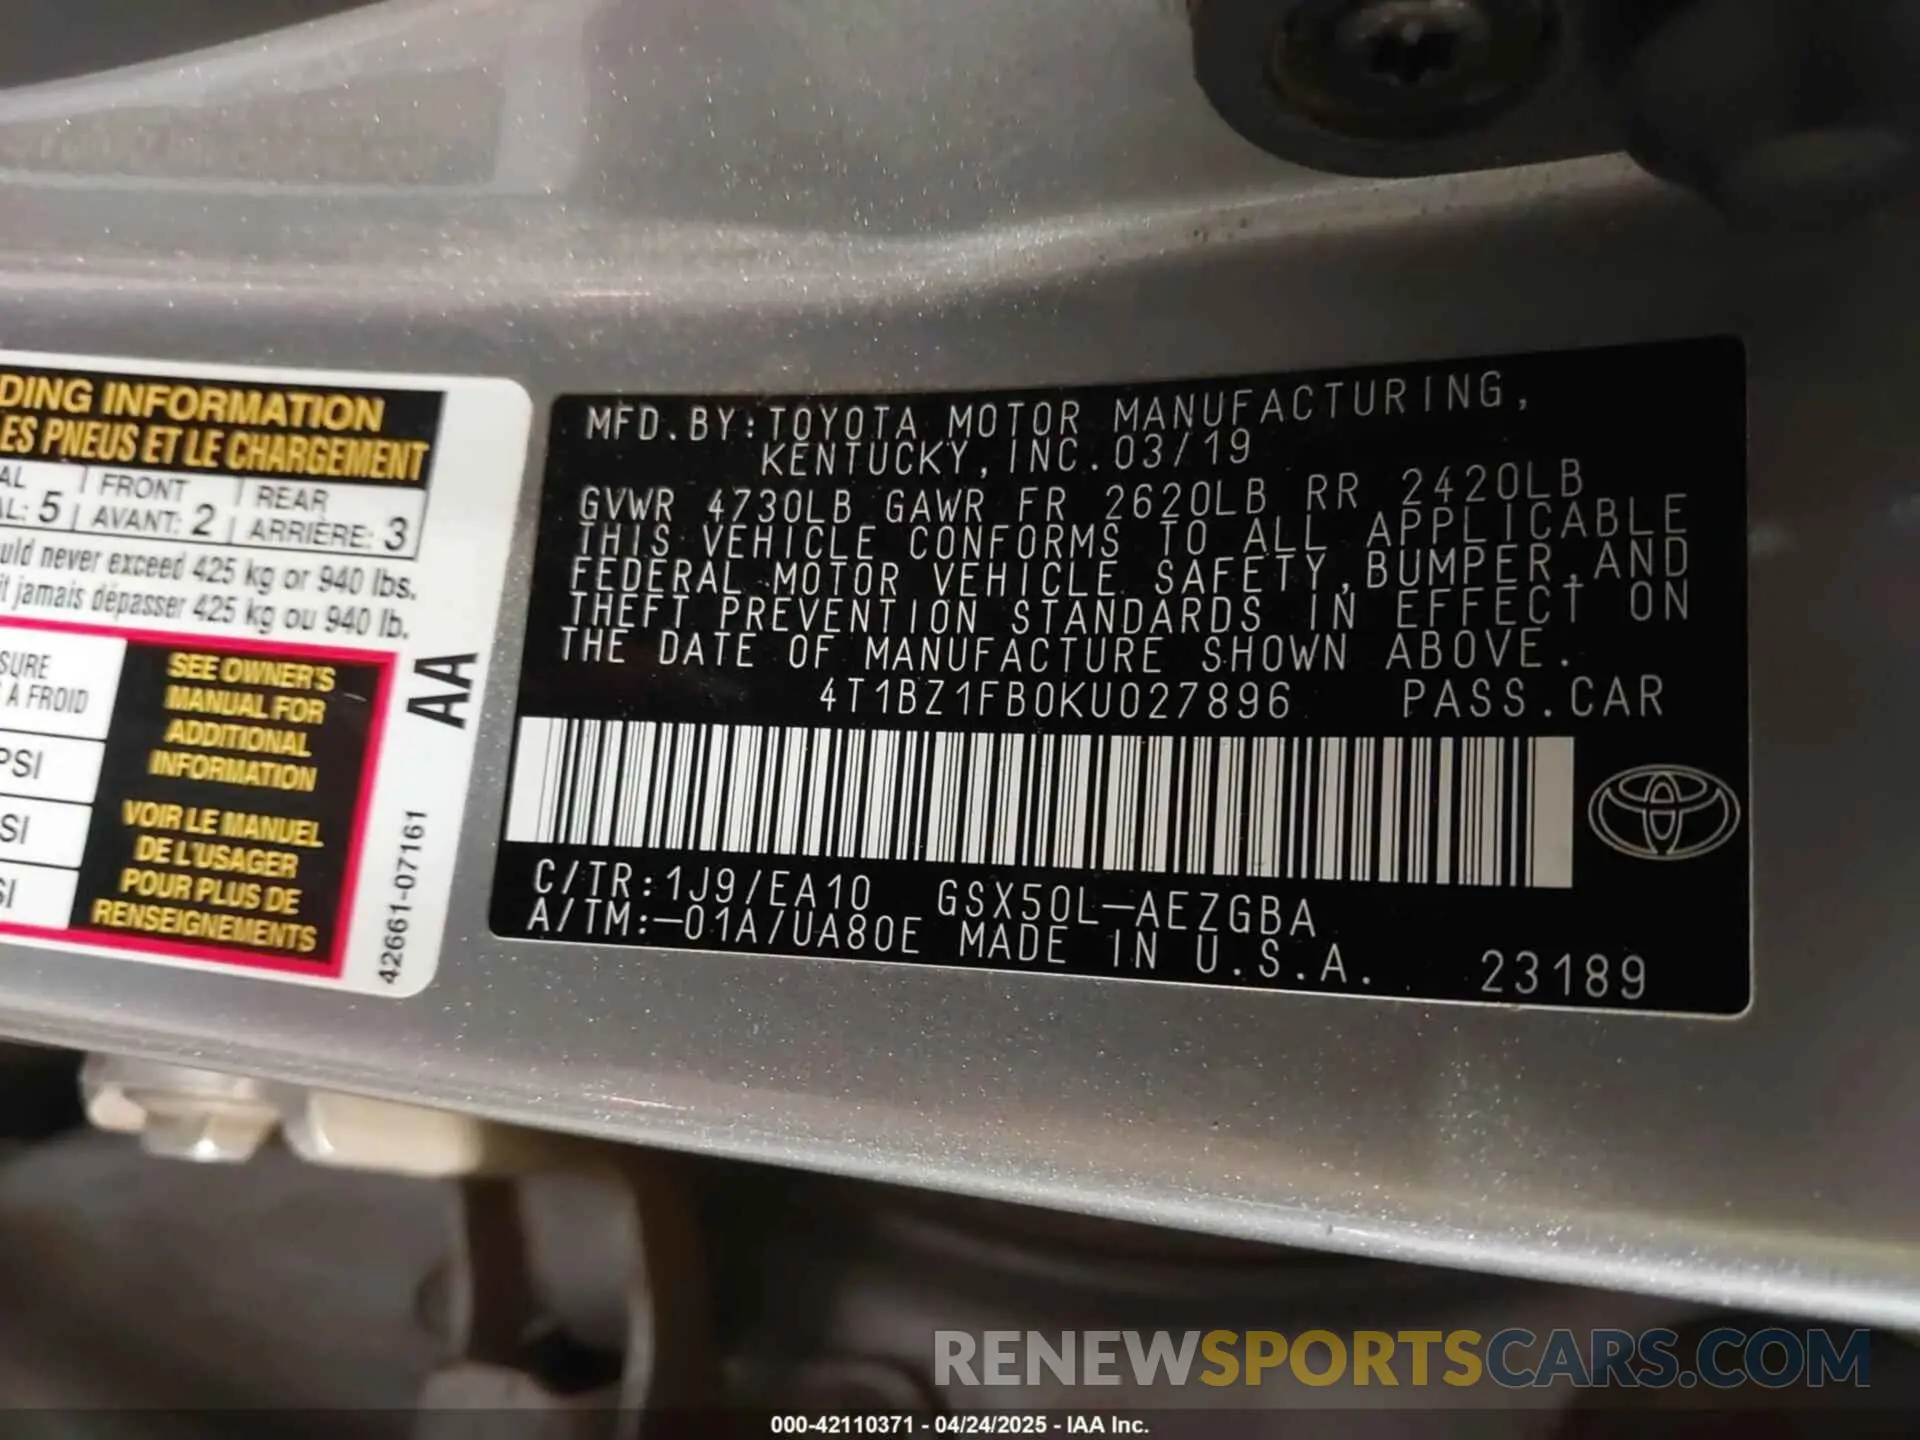 DING INFORMATION
ES PNEUS ET LE CHARGEMENT
AL | FRONT | REAR
AL: 5 | AVANT: 2 | ARRIÈRE: 3
uld never exceed 425 kg or 940 lbs.
it jamais dépasser 425 kg ou 940 lb.
SURE
À FROID
PSI
SI
SI
SEE OWNER'S
MANUAL FOR
ADDITIONAL
INFORMATION
VOIR LE MANUEL
DE L'USAGER
POUR PLUS DE
RENSEIGNEMENTS
AA
42661-07161
MFD.BY:TOYOTA MOTOR MANUFACTURING,
KENTUCKY, INC. 03/19
GVWR 4730LB GAWR FR 2620LB RR 2420LB
THIS VEHICLE CONFORMS TO ALL APPLICABLE
FEDERAL MOTOR VEHICLE SAFETY, BUMPER, AND
THEFT PREVENTION STANDARDS IN EFFECT ON
THE DATE OF MANUFACTURE SHOWN ABOVE.
4T1BZ1FB0KU027896 PASS.CAR
C/TR:1J9/EA10 GSX50L-AEZGBA
A/TM:-01A/UA80E MADE IN U.S.A. 23189
RENEWSPORTSCARS.COM
000-42110371 - 04/24/2025 - IAA Inc.